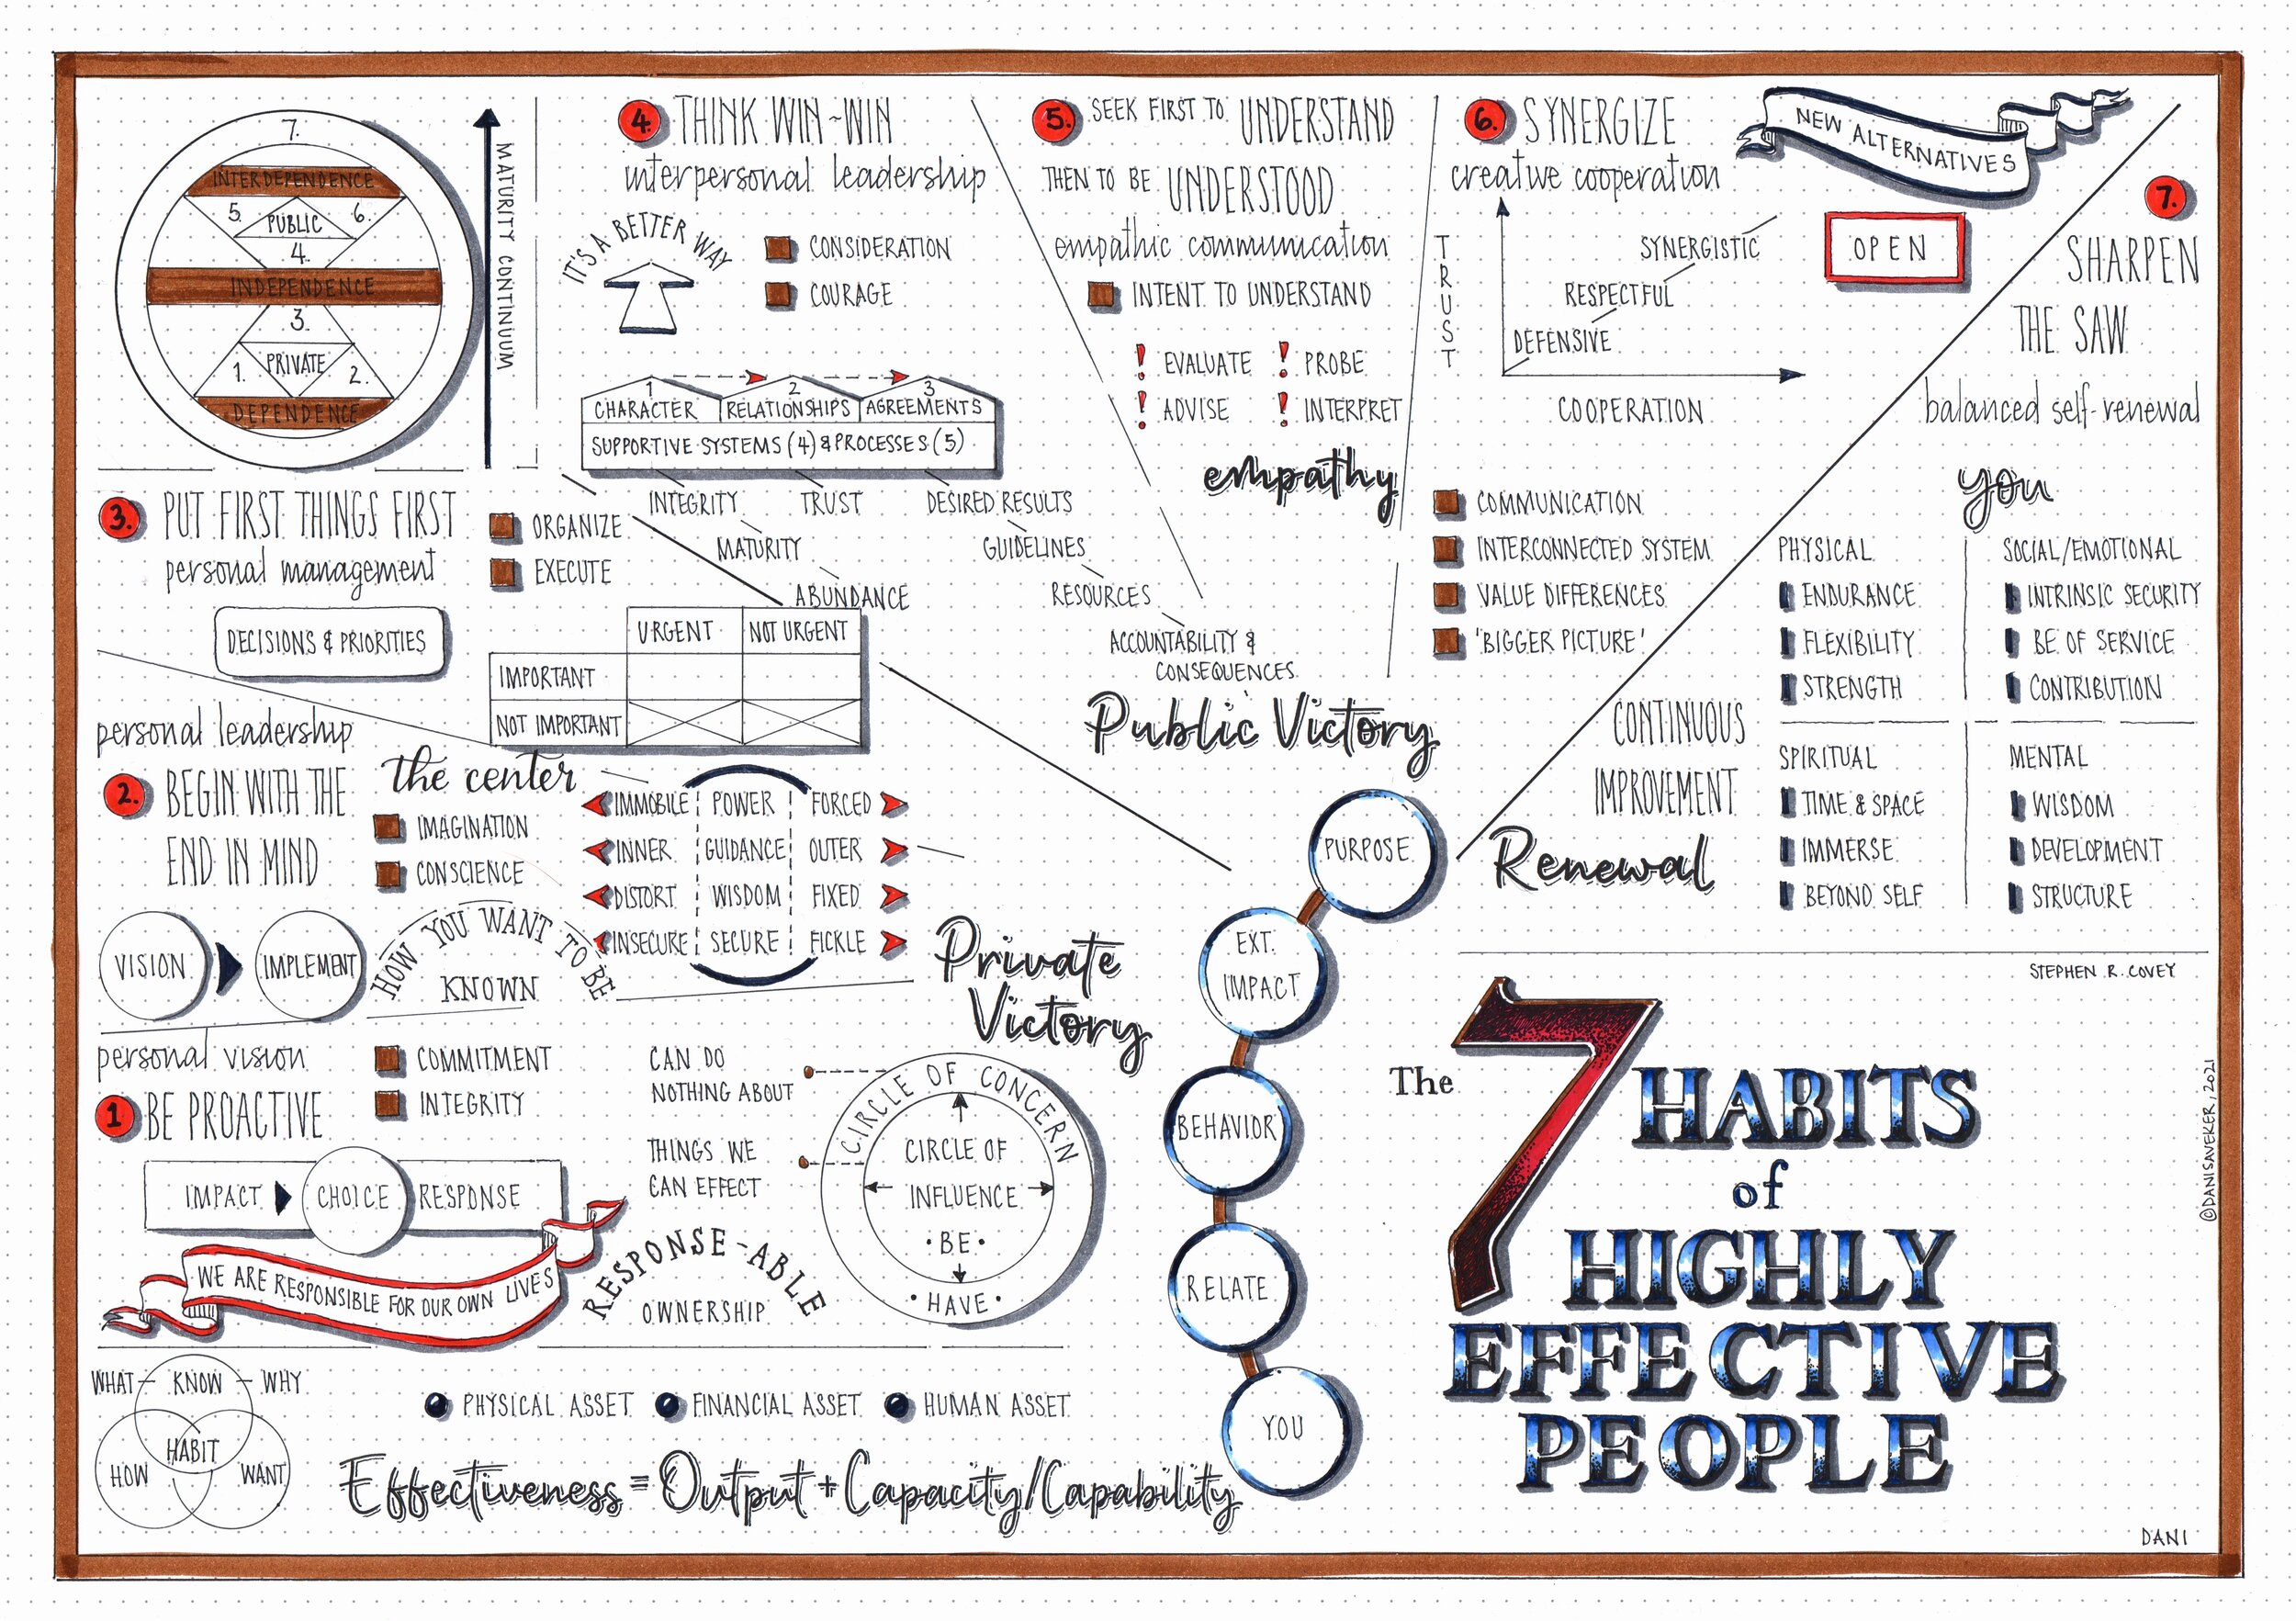 7.
INTERDEPENDENCE
5.
PUBLIC
6.
4.
INDEPENDENCE
3.
1.
PRIVATE
2.
DEPENDENCE
MATURITY CONTINUUM
4. THINK WIN~WIN
interpersonal leadership
IT'S A BETTER WAY
CONSIDERATION
COURAGE
1
2
3
CHARACTER
RELATIONSHIPS
AGREEMENTS
SUPPORTIVE SYSTEMS (4) & PROCESSES (5)
INTEGRITY
MATURITY
ABUNDANCE
TRUST
DESIRED RESULTS
GUIDELINES
RESOURCES
ACCOUNTABILITY &
CONSEQUENCES
5. SEEK FIRST TO UNDERSTAND
THEN TO BE UNDERSTOOD
empathic communication
INTENT TO UNDERSTAND
! EVALUATE ! PROBE
! ADVISE ! INTERPRET
empathy
Public Victory
6. SYNERGIZE
creative cooperation
NEW ALTERNATIVES
OPEN
TRUST
SYNERGISTIC
RESPECTFUL
DEFENSIVE
COOPERATION
COMMUNICATION
INTERCONNECTED SYSTEM
VALUE DIFFERENCES
'BIGGER PICTURE'
7.
SHARPEN
THE SAW
balanced self-renewal
you
PHYSICAL
ENDURANCE
FLEXIBILITY
STRENGTH
SOCIAL/EMOTIONAL
INTRINSIC SECURITY
BE OF SERVICE
CONTRIBUTION
SPIRITUAL
TIME & SPACE
IMMERSE
BEYOND SELF
MENTAL
WISDOM
DEVELOPMENT
STRUCTURE
CONTINUOUS
IMPROVEMENT
Renewal
3. PUT FIRST THINGS FIRST
personal management
ORGANIZE
EXECUTE
DECISIONS & PRIORITIES
URGENT
NOT URGENT
IMPORTANT
NOT IMPORTANT
personal leadership
2. BEGIN WITH THE
END IN MIND
the center
IMAGINATION
CONSCIENCE
IMMOBILE POWER FORCED
INNER GUIDANCE OUTER
DISTORT WISDOM FIXED
INSECURE SECURE FICKLE
VISION
IMPLEMENT
HOW YOU WANT TO BE
KNOWN
Private
Victory
personal vision
1 BE PROACTIVE
COMMITMENT
INTEGRITY
IMPACT
CHOICE
RESPONSE
WE ARE RESPONSIBLE FOR OUR OWN LIVES
CAN DO
NOTHING ABOUT
THINGS WE
CAN EFFECT
RESPONSE-ABLE
OWNERSHIP
CIRCLE OF CONCERN
CIRCLE OF
INFLUENCE
•BE•
•HAVE•
WHAT – KNOW – WHY
HABIT
HOW
WANT
PHYSICAL ASSET
FINANCIAL ASSET
HUMAN ASSET
Effectiveness = Output + Capacity/Capability
PURPOSE
EXT.
IMPACT
BEHAVIOR
RELATE
YOU
STEPHEN R. COVEY
The
7 HABITS
of
HIGHLY
EFFECTIVE
PEOPLE
©DANISAVEKER, 2021
DANI